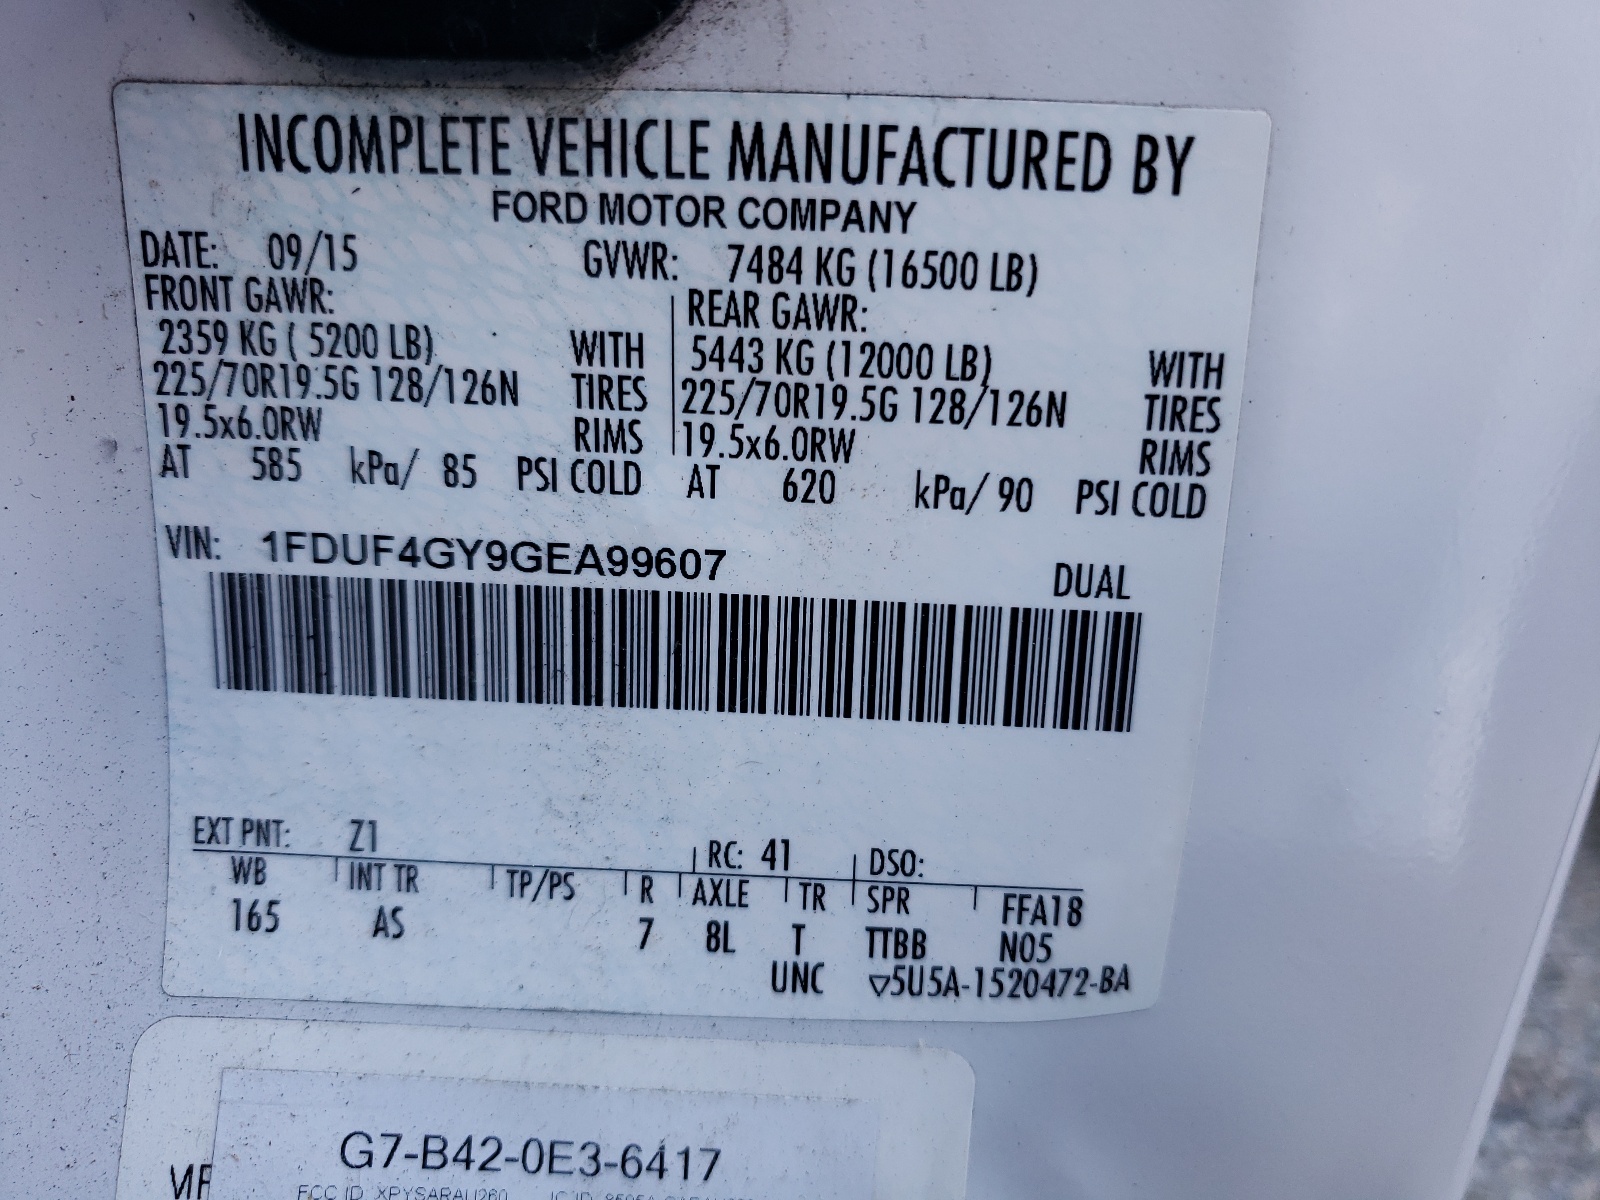 INCOMPLETE VEHICLE MANUFACTURED BY
FORD MOTOR COMPANY
DATE: 09/15 GVWR: 7484 KG (16500 LB)
FRONT GAWR: REAR GAWR:
2359 KG ( 5200 LB) WITH 5443 KG (12000 LB) WITH
225/70R19.5G 128/126N TIRES 225/70R19.5G 128/126N TIRES
19.5x6.0RW RIMS 19.5x6.0RW RIMS
AT 585 kPa/ 85 PSI COLD AT 620 kPa/ 90 PSI COLD
VIN: 1FDUF4GY9GEA99607 DUAL
EXT PNT: Z1 RC: 41 DSO:
WB INT TR TP/PS R AXLE TR SPR FFA18
165 AS 7 8L T TTBB N05
UNC ▽5U5A-1520472-BA
G7-B42-0E3-6417
FCC ID